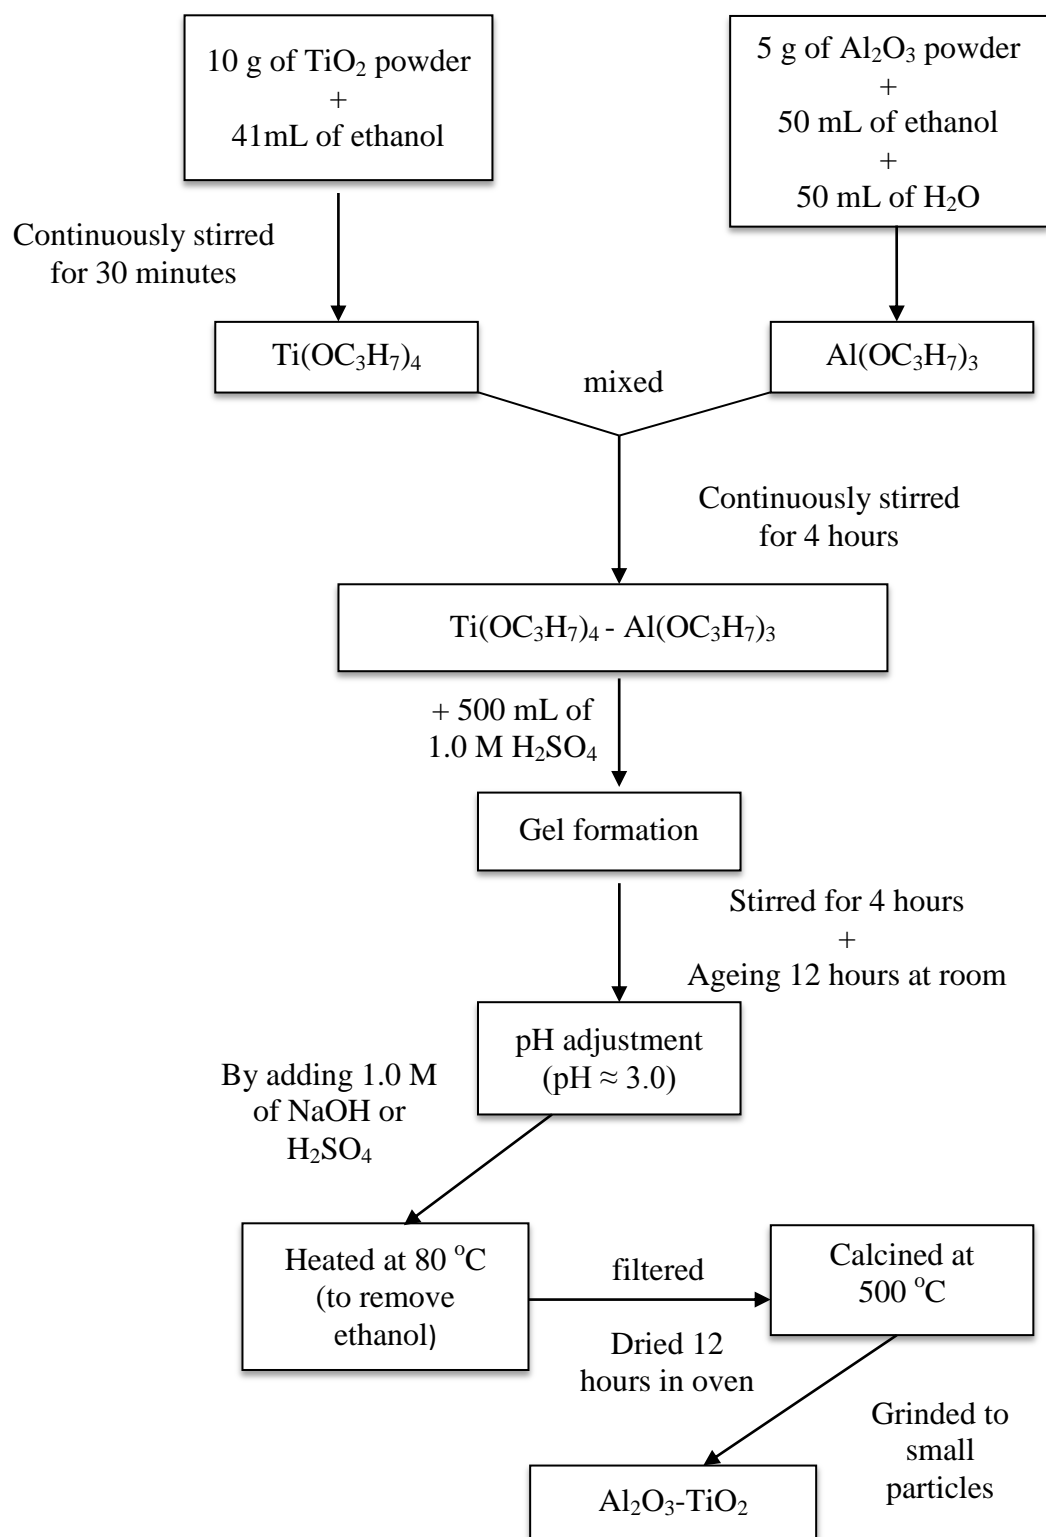 10 g of TiO₂ powder
+
41mL of ethanol
5 g of Al₂O₃ powder
+
50 mL of ethanol
+
50 mL of H₂O
Continuously stirred
for 30 minutes
Ti(OC₃H₇)₄
mixed
Al(OC₃H₇)₃
Continuously stirred
for 4 hours
Ti(OC₃H₇)₄ - Al(OC₃H₇)₃
+ 500 mL of
1.0 M H₂SO₄
Gel formation
Stirred for 4 hours
+
Ageing 12 hours at room
pH adjustment
(pH ≈ 3.0)
By adding 1.0 M
of NaOH or
H₂SO₄
Heated at 80 °C
(to remove
ethanol)
filtered
Dried 12
hours in oven
Calcined at
500 °C
Grinded to
small
particles
Al₂O₃-TiO₂